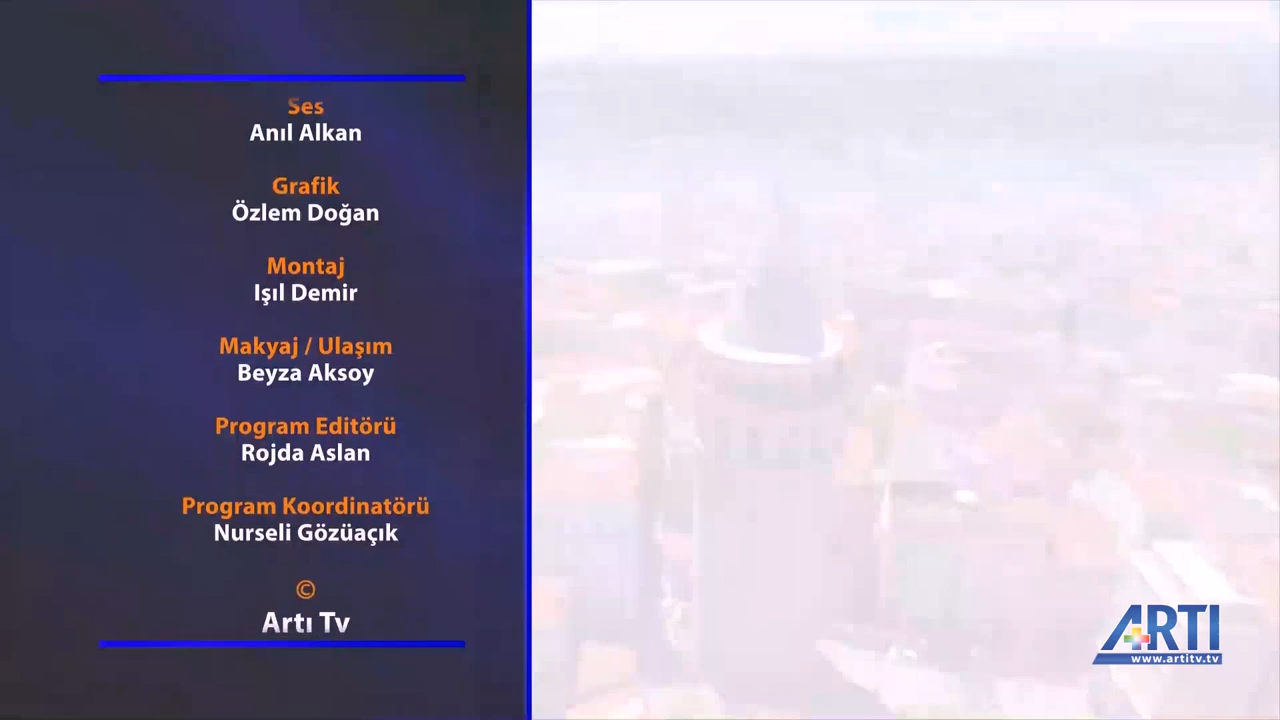 Ses
Anıl Alkan
Grafik
Özlem Doğan
Montaj
Işıl Demir
Makyaj / Ulaşım
Beyza Aksoy
Program Editörü
Rojda Aslan
Program Koordinatörü
Nurseli Gözüaçık
©
Artı Tv
ARTI
www.artitv.tv